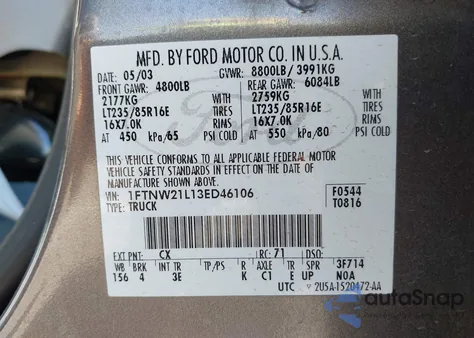 MFD. BY FORD MOTOR CO. IN U.S.A.
DATE: 05/03 GVWR: 8800LB/ 3991KG
FRONT GAWR: 4800LB REAR GAWR: 6084LB
2177KG WITH 2759KG WITH
LT235/85R16E TIRES LT235/85R16E TIRES
16X7.0K RIMS 16X7.0K RIMS
AT 450 kPa/65 PSI COLD AT 550 kPa/80 PSI COLD
THIS VEHICLE CONFORMS TO ALL APPLICABLE FEDERAL MOTOR
VEHICLE SAFETY STANDARDS IN EFFECT ON THE DATE OF MANUFACTURE SHOWN ABOVE.
VIN: 1FTNW21L13ED46106 F0544
TYPE: TRUCK T0816
EXT PNT: CX RC: 71 DSO:
WB BRK INT TR TP/PS R AXLE TR SPR 3F714
156 4 3E K C1 E UP NOA
UTC 2U5A-1520472-AA
Ford
autoSnap